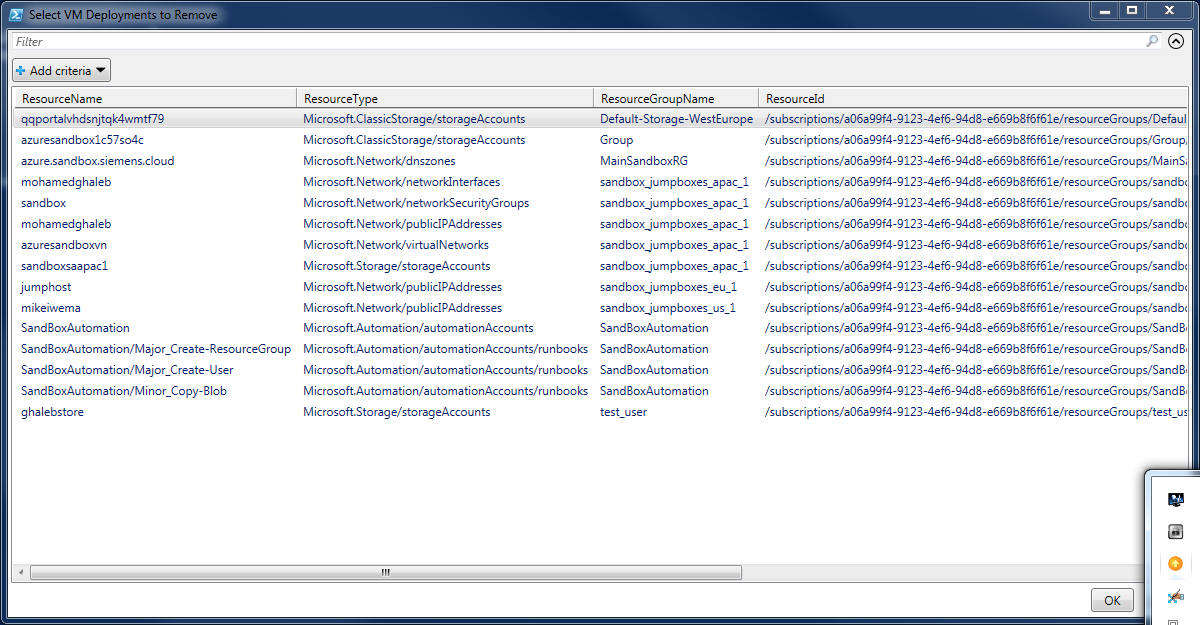 Select VM Deployments to Remove
Filter
Add criteria
ResourceName ResourceType ResourceGroupName ResourceId
qqportalvhdsnjtqk4wmtf79 Microsoft.ClassicStorage/storageAccounts Default-Storage-WestEurope /subscriptions/a06a99f4-9123-4ef6-94d8-e669b8f6f61e/resourceGroups/Defaul
azuresandbox1c57so4c Microsoft.ClassicStorage/storageAccounts Group /subscriptions/a06a99f4-9123-4ef6-94d8-e669b8f6f61e/resourceGroups/Group/
azure.sandbox.siemens.cloud Microsoft.Network/dnszones MainSandboxRG /subscriptions/a06a99f4-9123-4ef6-94d8-e669b8f6f61e/resourceGroups/MainSa
mohamedghaleb Microsoft.Network/networkInterfaces sandbox_jumpboxes_apac_1 /subscriptions/a06a99f4-9123-4ef6-94d8-e669b8f6f61e/resourceGroups/sandbo
sandbox Microsoft.Network/networkSecurityGroups sandbox_jumpboxes_apac_1 /subscriptions/a06a99f4-9123-4ef6-94d8-e669b8f6f61e/resourceGroups/sandbo
mohamedghaleb Microsoft.Network/publicIPAddresses sandbox_jumpboxes_apac_1 /subscriptions/a06a99f4-9123-4ef6-94d8-e669b8f6f61e/resourceGroups/sandbo
azuresandboxvn Microsoft.Network/virtualNetworks sandbox_jumpboxes_apac_1 /subscriptions/a06a99f4-9123-4ef6-94d8-e669b8f6f61e/resourceGroups/sandbo
sandboxsaapac1 Microsoft.Storage/storageAccounts sandbox_jumpboxes_apac_1 /subscriptions/a06a99f4-9123-4ef6-94d8-e669b8f6f61e/resourceGroups/sandbo
jumphost Microsoft.Network/publicIPAddresses sandbox_jumpboxes_eu_1 /subscriptions/a06a99f4-9123-4ef6-94d8-e669b8f6f61e/resourceGroups/sandbo
mikeiwema Microsoft.Network/publicIPAddresses sandbox_jumpboxes_us_1 /subscriptions/a06a99f4-9123-4ef6-94d8-e669b8f6f61e/resourceGroups/sandbo
SandBoxAutomation Microsoft.Automation/automationAccounts SandBoxAutomation /subscriptions/a06a99f4-9123-4ef6-94d8-e669b8f6f61e/resourceGroups/SandBo
SandBoxAutomation/Major_Create-ResourceGroup Microsoft.Automation/automationAccounts/runbooks SandBoxAutomation /subscriptions/a06a99f4-9123-4ef6-94d8-e669b8f6f61e/resourceGroups/SandBo
SandBoxAutomation/Major_Create-User Microsoft.Automation/automationAccounts/runbooks SandBoxAutomation /subscriptions/a06a99f4-9123-4ef6-94d8-e669b8f6f61e/resourceGroups/SandBo
SandBoxAutomation/Minor_Copy-Blob Microsoft.Automation/automationAccounts/runbooks SandBoxAutomation /subscriptions/a06a99f4-9123-4ef6-94d8-e669b8f6f61e/resourceGroups/SandBo
ghalebstore Microsoft.Storage/storageAccounts test_user /subscriptions/a06a99f4-9123-4ef6-94d8-e669b8f6f61e/resourceGroups/test_us
OK